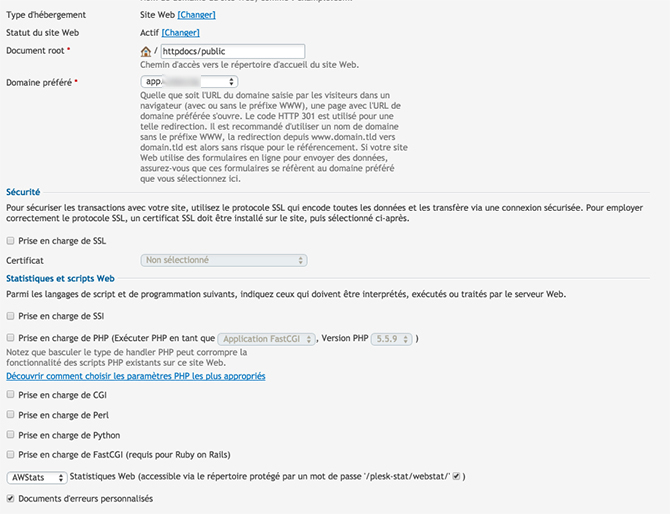 Type d'hébergement Site Web [Changer]
Statut du site Web Actif [Changer]
Document root * / httpdocs/public
Chemin d'accès vers le répertoire d'accueil du site Web.
Domaine préféré * app.
Quelle que soit l'URL du domaine saisie par les visiteurs dans un
navigateur (avec ou sans le préfixe WWW), une page avec l'URL de
domaine préférée s'ouvre. Le code HTTP 301 est utilisé pour une
telle redirection. Il est recommandé d'utiliser un nom de domaine
sans le préfixe WWW, la redirection depuis www.domain.tld vers
domain.tld est alors sans risque pour le référencement. Si votre site
Web utilise des formulaires en ligne pour envoyer des données,
assurez-vous que ces formulaires se réfèrent au domaine préféré
que vous sélectionnez ici.
Sécurité
Pour sécuriser les transactions avec votre site, utilisez le protocole SSL qui encode toutes les données et les transfère via une connexion sécurisée. Pour employer
correctement le protocole SSL, un certificat SSL doit être installé sur le site, puis sélectionné ci-après.
Prise en charge de SSL
Certificat Non sélectionné
Statistiques et scripts Web
Parmi les langages de script et de programmation suivants, indiquez ceux qui doivent être interprétés, exécutés ou traités par le serveur Web.
Prise en charge de SSI
Prise en charge de PHP (Exécuter PHP en tant que Application FastCGI , Version PHP 5.5.9 )
Notez que basculer le type de handler PHP peut corrompre la
fonctionnalité des scripts PHP existants sur ce site Web.
Découvrir comment choisir les paramètres PHP les plus appropriés
Prise en charge de CGI
Prise en charge de Perl
Prise en charge de Python
Prise en charge de FastCGI (requis pour Ruby on Rails)
AWStats Statistiques Web (accessible via le répertoire protégé par un mot de passe '/plesk-stat/webstat/' )
Documents d'erreurs personnalisés